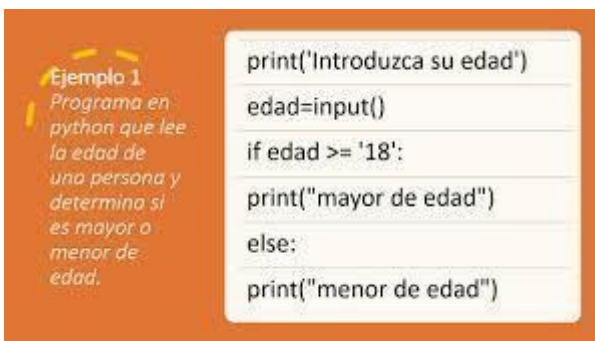 Ejemplo 1
Programa en
python que lee
la edad de
una persona y
determina si
es mayor o
menor de
edad.
print('Introduzca su edad')
edad=input()
if edad >= '18':
print("mayor de edad")
else:
print("menor de edad")